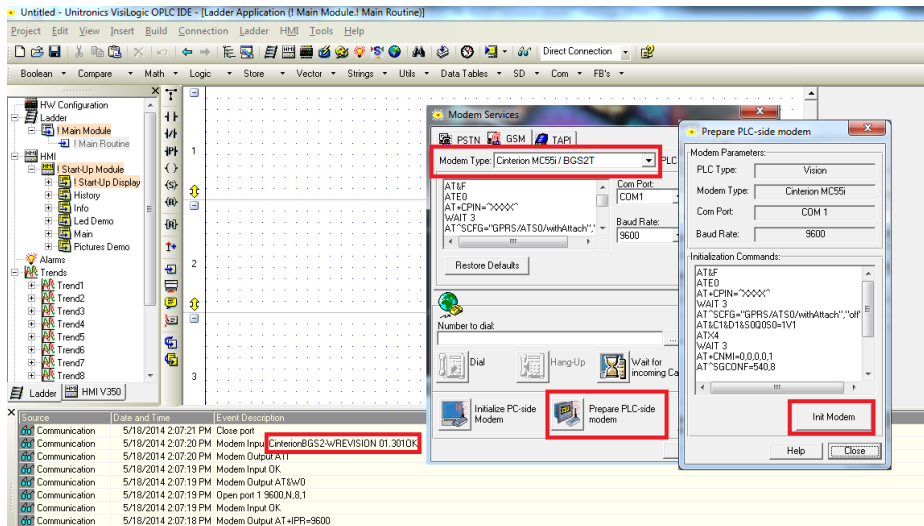 Untitled - Unitronics VisiLogic OPLC IDE - [Ladder Application (! Main Module.! Main Routine)]
Project Edit View Insert Build Connection Ladder HMI Tools Help
Direct Connection
Boolean Compare Math Logic Store Vector Strings Utils Data Tables SD Com FB's
HW Configuration
Ladder
! Main Module
! Main Routine
HMI
! Start-Up Module
! Start-Up Display
History
Info
Led Demo
Main
Pictures Demo
Alarms
Trends
Trend1
Trend2
Trend3
Trend4
Trend5
Trend6
Trend7
Trend8
Ladder HMI V350
1
2
3
Modem Services
PSTN GSM TAPI
Modem Type: Cinterion MC55i / BGS2T PLC
AT&F
ATE0
AT+CPIN=^XXXX^
WAIT 3
AT^SCFG="GPRS/ATS0/withAttach","
Com Port:
COM1
Baud Rate:
9600
Restore Defaults
Number to dial:
...
Dial
Hang-Up
Wait for
incoming Ca
Initialize PC-side
Modem
Prepare PLC-side
modem
Prepare PLC-side modem
Modem Parameters:
PLC Type: Vision
Modem Type: Cinterion MC55i
Com Port: COM 1
Baud Rate: 9600
Initialization Commands:
AT&F
ATE0
AT+CPIN=^XXXX^
WAIT 3
AT^SCFG="GPRS/ATS0/withAttach","off"
AT&C1&D1&S0Q0S0=1V1
ATX4
WAIT 3
AT+CNMI=0,0,0,0,1
AT^SGCONF=540,8
Init Modem
Help Close
Source Date and Time Event Description
Communication 5/18/2014 2:07:21 PM Close port
Communication 5/18/2014 2:07:20 PM Modem Inpu CinterionBGS2-WREVISION 01.301OK
Communication 5/18/2014 2:07:20 PM Modem Output ATI
Communication 5/18/2014 2:07:19 PM Modem Input OK
Communication 5/18/2014 2:07:19 PM Modem Output AT&W0
Communication 5/18/2014 2:07:19 PM Open port 1 9600,N,8,1
Communication 5/18/2014 2:07:19 PM Modem Input OK
Communication 5/18/2014 2:07:18 PM Modem Output AT+IPR=9600